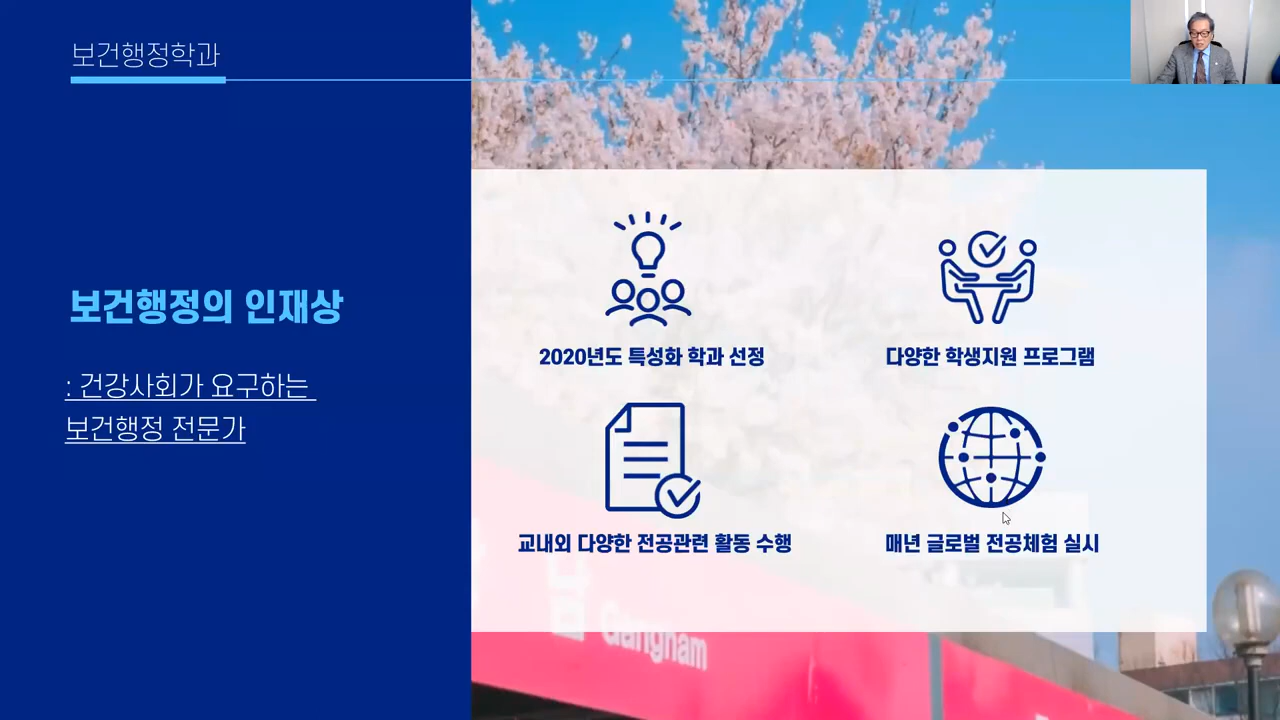 보건행정학과
보건행정의 인재상
: 건강사회가 요구하는
보건행정 전문가
2020년도 특성화 학과 선정
다양한 학생지원 프로그램
교내외 다양한 전공관련 활동 수행
매년 글로벌 전공체험 실시
Gangnam